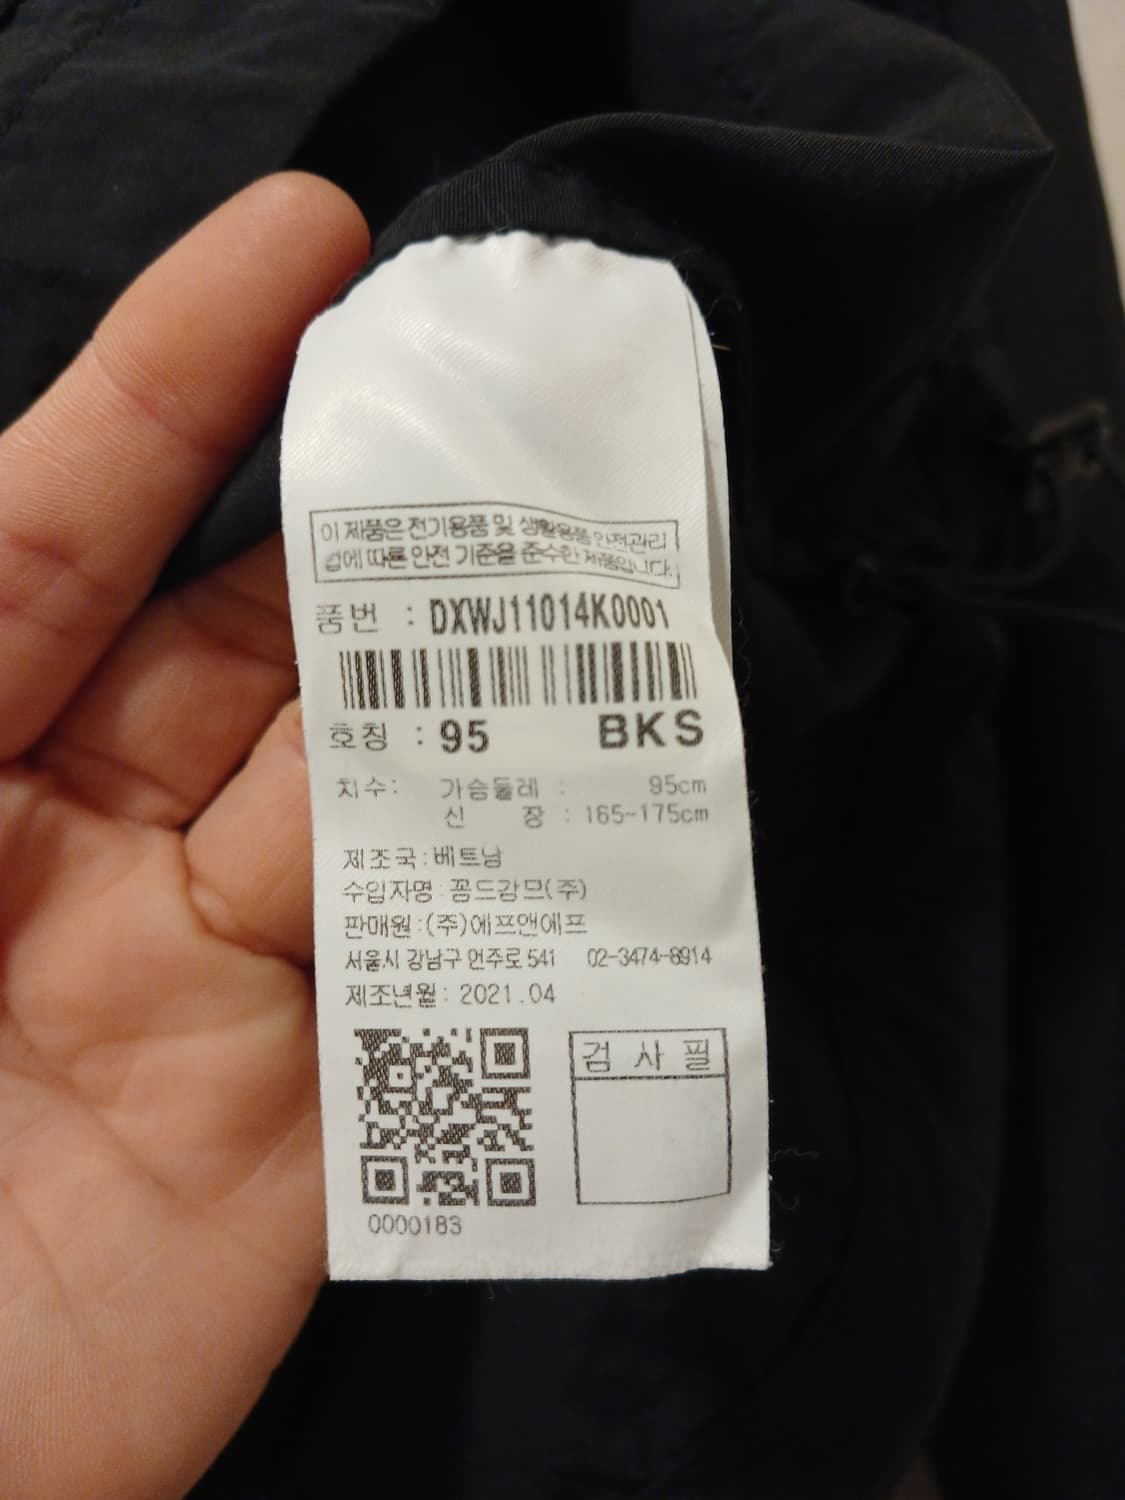 이 제품은 전기용품 및 생활용품 안전관리
법에 따른 안전 기준을 준수한 제품입니다.
품번 : DXWJ11014K0001
호칭 : 95 BKS
치수: 가슴둘레 : 95cm
신 장 : 165-175cm
제조국:베트남
수입자명:꽁드감므(주)
판매원:(주)에프앤에프
서울시 강남구 언주로 541 02-3474-8914
제조년월: 2021.04
검 사 필
0000183